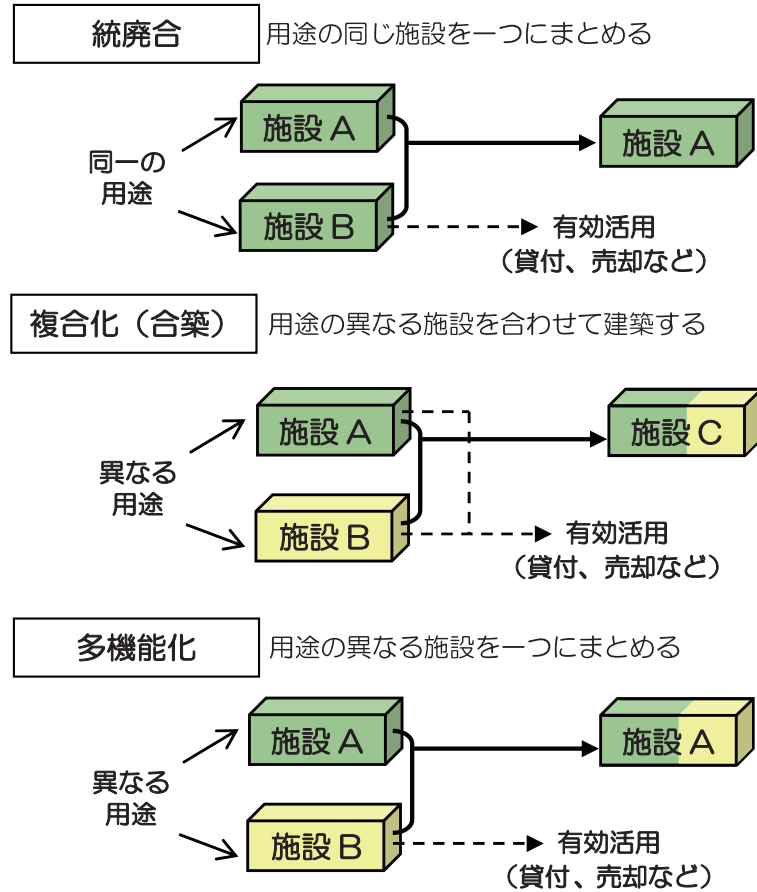 統廃合
用途の同じ施設を一つにまとめる
施設 A
施設 A
同一の
用途
施設 B
有効活用
（貸付、売却など）
複合化（合築）
用途の異なる施設を合わせて建築する
施設 A
施設 C
異なる
用途
施設 B
有効活用
（貸付、売却など）
多機能化
用途の異なる施設を一つにまとめる
施設 A
施設 A
異なる
用途
施設 B
有効活用
（貸付、売却など）